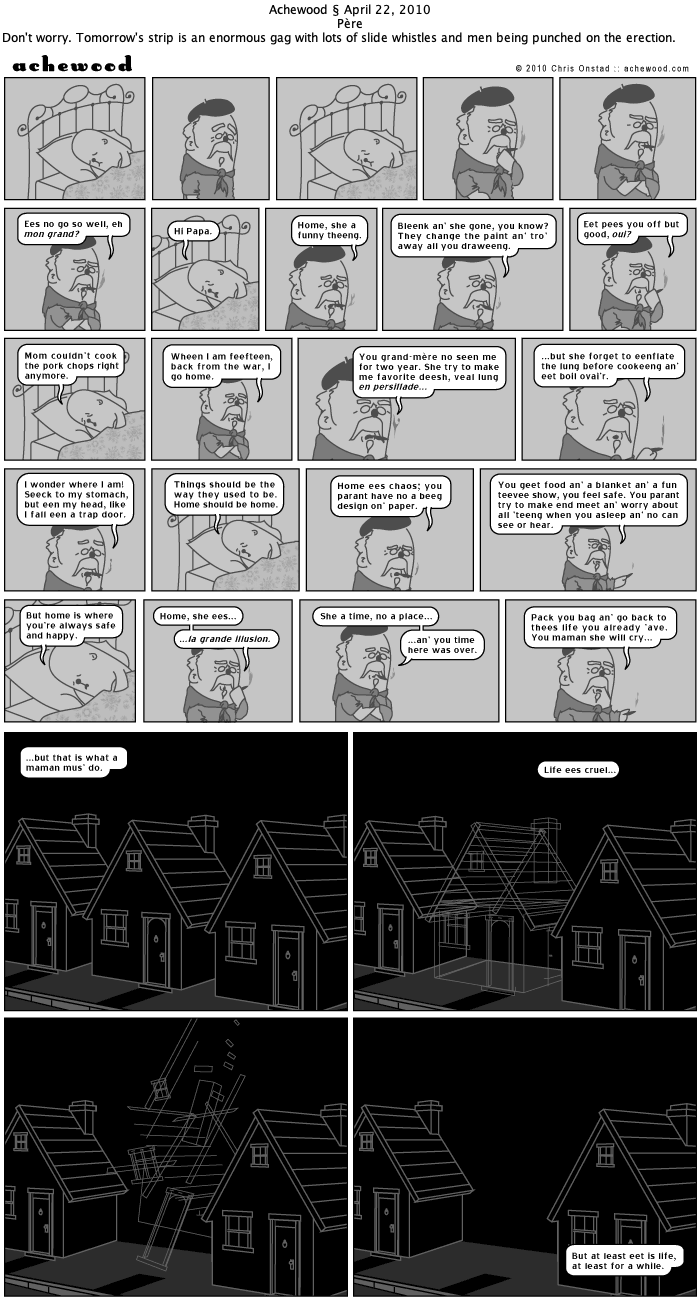 Achewood § April 22, 2010
Père
Don't worry. Tomorrow's strip is an enormous gag with lots of slide whistles and men being punched on the erection.
achewood
© 2010 Chris Onstad :: achewood.com
Ees no go so well, eh
mon grand?
Hi Papa.
Home, she a
funny theeng.
Bleenk an' she gone, you know?
They change the paint an' tro'
away all you draweeng.
Eet pees you off but
good, oui?
Mom couldn't cook
the pork chops right
anymore.
Wheen I am feefteen,
back from the war, I
go home.
You grand-mère no seen me
for two year. She try to make
me favorite deesh, veal lung
en persillade...
...but she forget to eenflate
the lung before cookeeng an'
eet boil oval'r.
I wonder where I am!
Seeck to my stomach,
but een my head, like
I fall een a trap door.
Things should be the
way they used to be.
Home should be home.
Home ees chaos; you
parant have no a beeg
design on' paper.
You geet food an' a blanket an' a fun
teevee show, you feel safe. You parant
try to make end meet an' worry about
all 'teeng when you asleep an' no can
see or hear.
But home is where
you're always safe
and happy.
Home, she ees...
...la grande illusion.
She a time, no a place...
...an' you time
here was over.
Pack you bag an' go back to
thees life you already 'ave.
You maman she will cry...
...but that is what a
maman mus' do.
Life ees cruel...
But at least eet is life,
at least for a while.